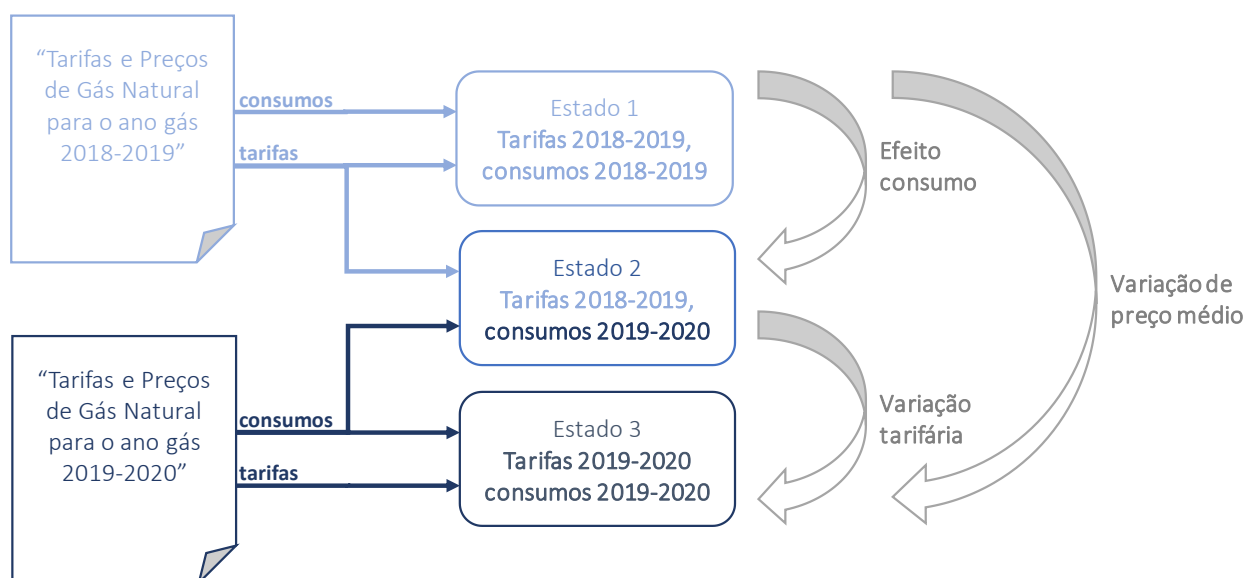 “Tarifas e Preços
de Gás Natural
para o ano gás
2018-2019”
consumos
tarifas
Estado 1
Tarifas 2018-2019,
consumos 2018-2019
Efeito
consumo
Estado 2
Tarifas 2018-2019,
consumos 2019-2020
Variação de
preço médio
“Tarifas e Preços
de Gás Natural
para o ano gás
2019-2020”
consumos
tarifas
Estado 3
Tarifas 2019-2020
consumos 2019-2020
Variação
tarifária